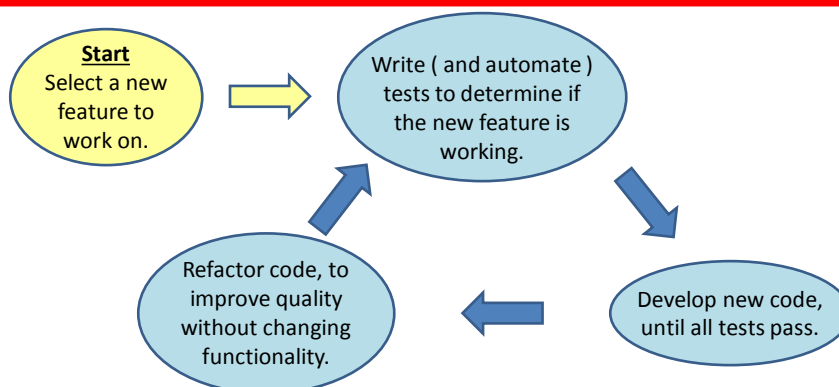 Start
Select a new
feature to
work on.
Write ( and automate )
tests to determine if
the new feature is
working.
Develop new code,
until all tests pass.
Refactor code, to
improve quality
without changing
functionality.